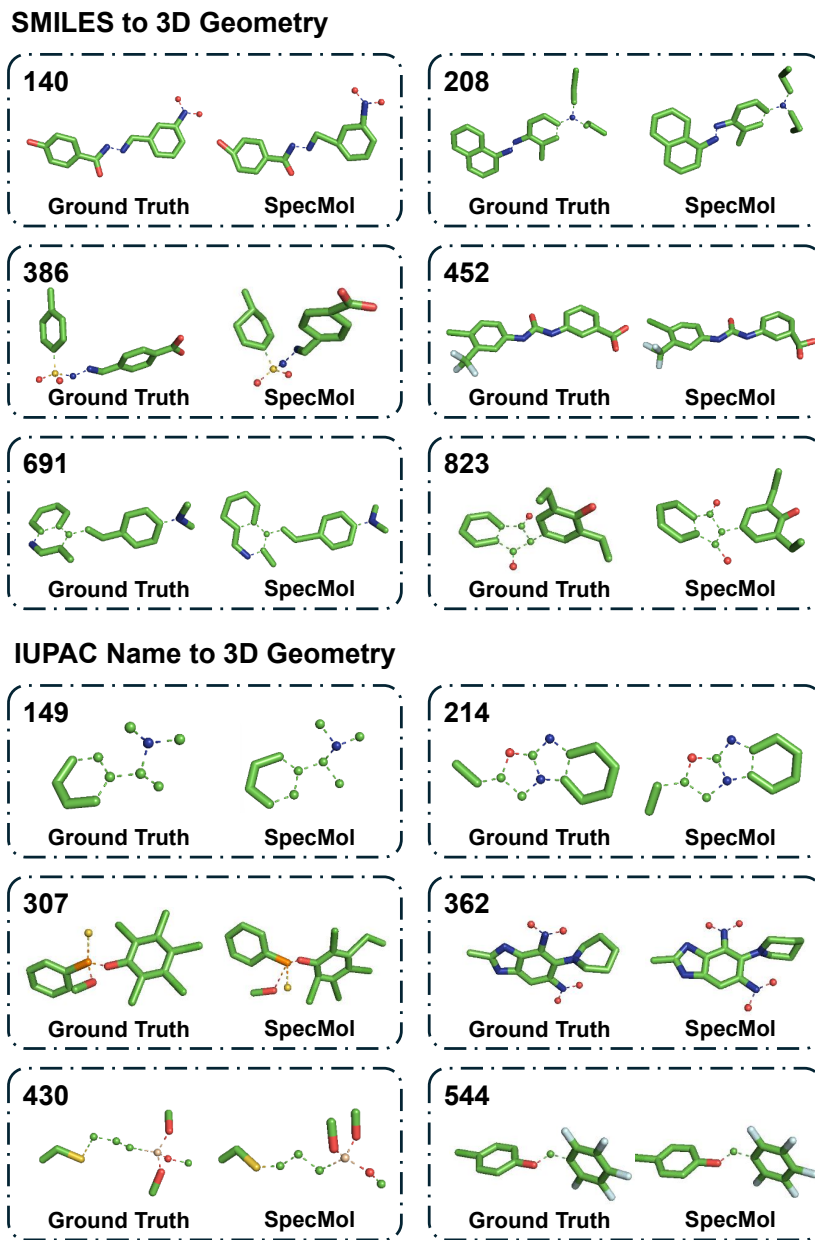 SMILES to 3D Geometry
140
Ground Truth
SpecMol
208
Ground Truth
SpecMol
386
Ground Truth
SpecMol
452
Ground Truth
SpecMol
691
Ground Truth
SpecMol
823
Ground Truth
SpecMol
IUPAC Name to 3D Geometry
149
Ground Truth
SpecMol
214
Ground Truth
SpecMol
307
Ground Truth
SpecMol
362
Ground Truth
SpecMol
430
Ground Truth
SpecMol
544
Ground Truth
SpecMol